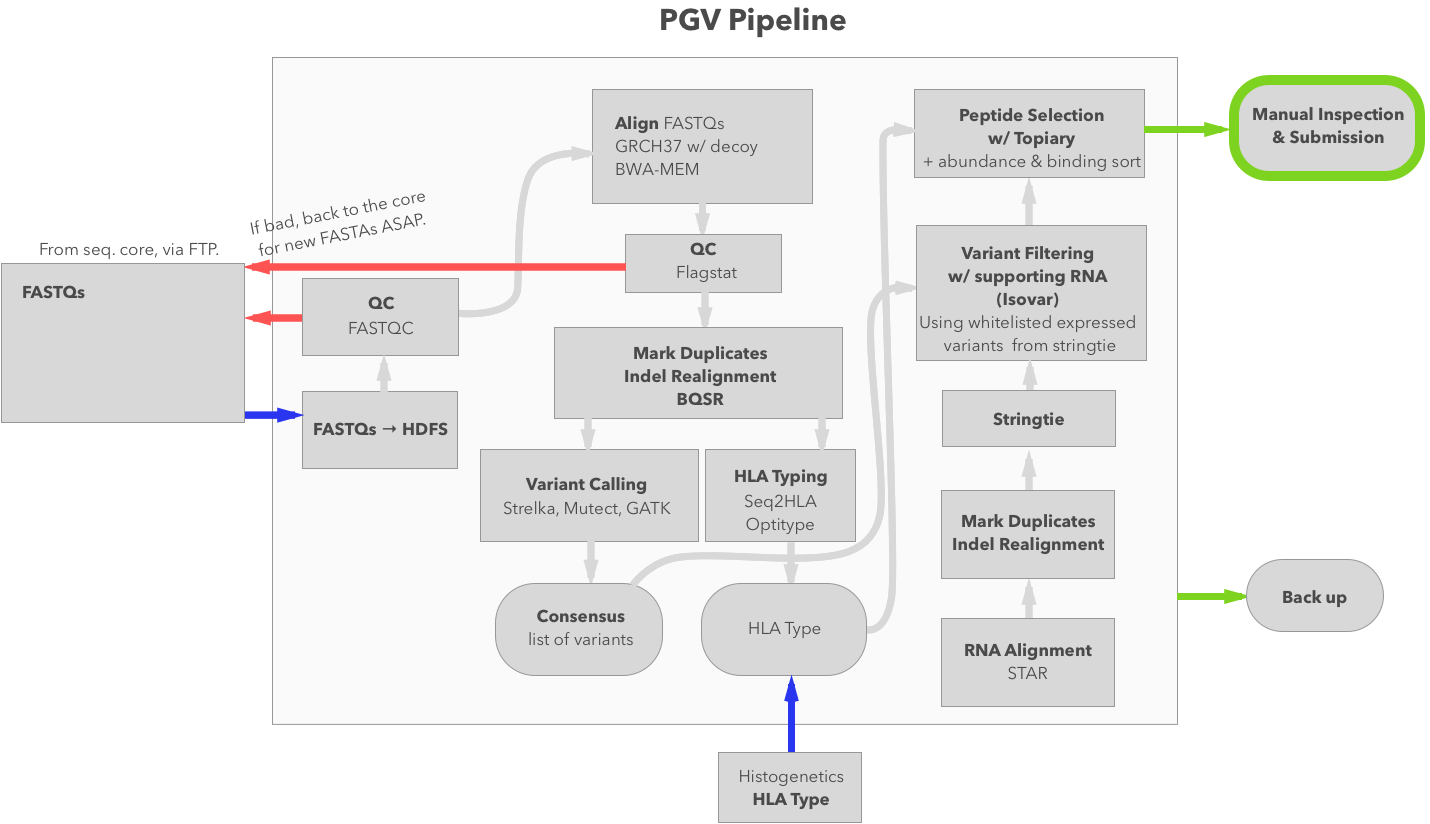 PGV Pipeline
From seq. core, via FTP.
FASTQs
If bad, back to the core
for new FASTAs ASAP.
QC
FASTQC
FASTQs → HDFS
Align FASTQs
GRCH37 w/ decoy
BWA-MEM
QC
Flagstat
Mark Duplicates
Indel Realignment
BQSR
Variant Calling
Strelka, Mutect, GATK
HLA Typing
Seq2HLA
Optitype
Consensus
list of variants
HLA Type
Histogenetics
HLA Type
Peptide Selection
w/ Topiary
+ abundance & binding sort
Variant Filtering
w/ supporting RNA
(Isovar)
Using whitelisted expressed
variants from stringtie
Stringtie
Mark Duplicates
Indel Realignment
RNA Alignment
STAR
Manual Inspection
& Submission
Back up